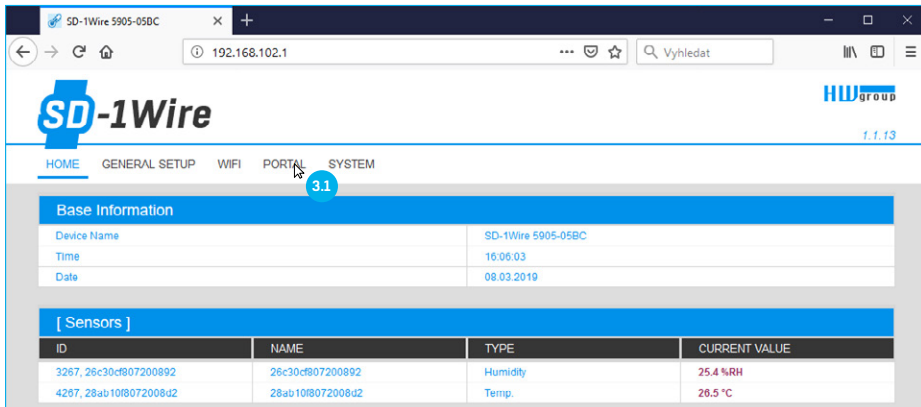 SD-1Wire 5905-05BC
192.168.102.1
Vyhledat
SD-1Wire
HWgroup
1.1.13
HOME GENERAL SETUP WIFI PORTAL SYSTEM
3.1
Base Information
Device Name SD-1Wire 5905-05BC
Time 16:06:03
Date 08.03.2019
[ Sensors ]
ID NAME TYPE CURRENT VALUE
3267, 26c30cf807200892 26c30cf807200892 Humidity 25.4 %RH
4267, 28ab10f8072008d2 28ab10f8072008d2 Temp. 26.5 °C